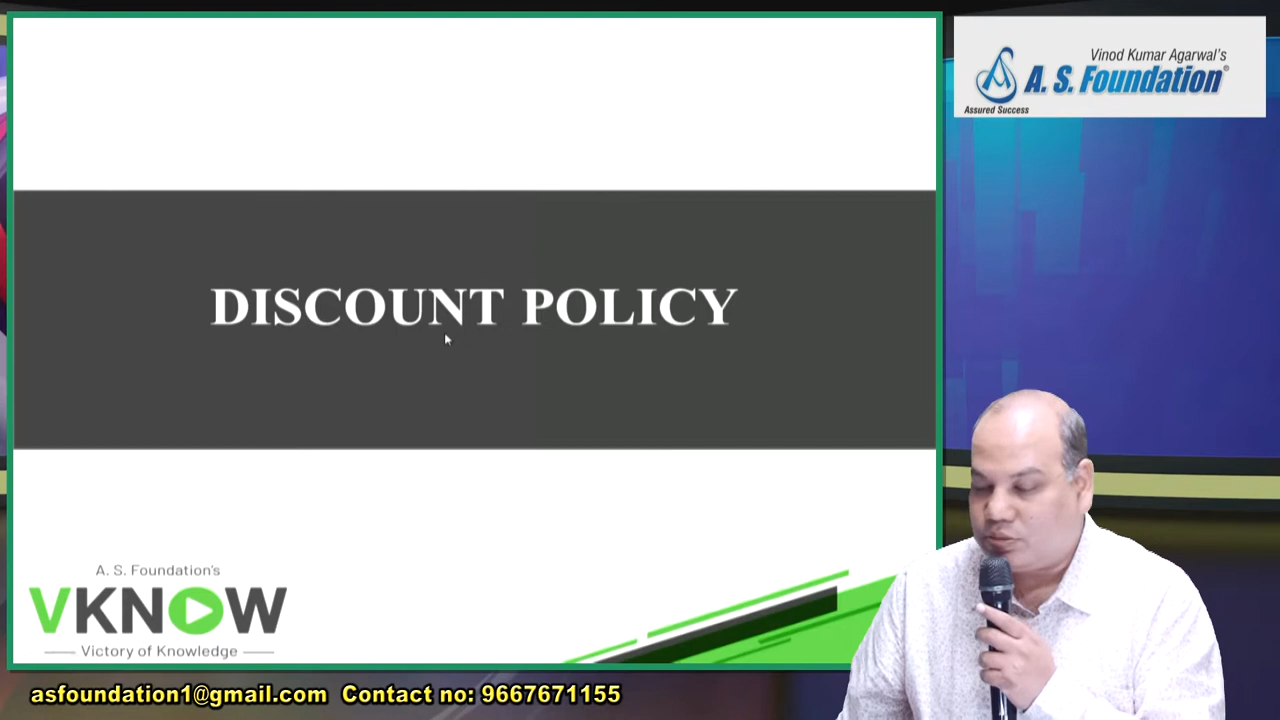 Vinod Kumar Agarwal's
A. S. Foundation®
Assured Success
DISCOUNT POLICY
A. S. Foundation's
VKNOW
Victory of Knowledge
asfoundation1@gmail.com Contact no: 9667671155